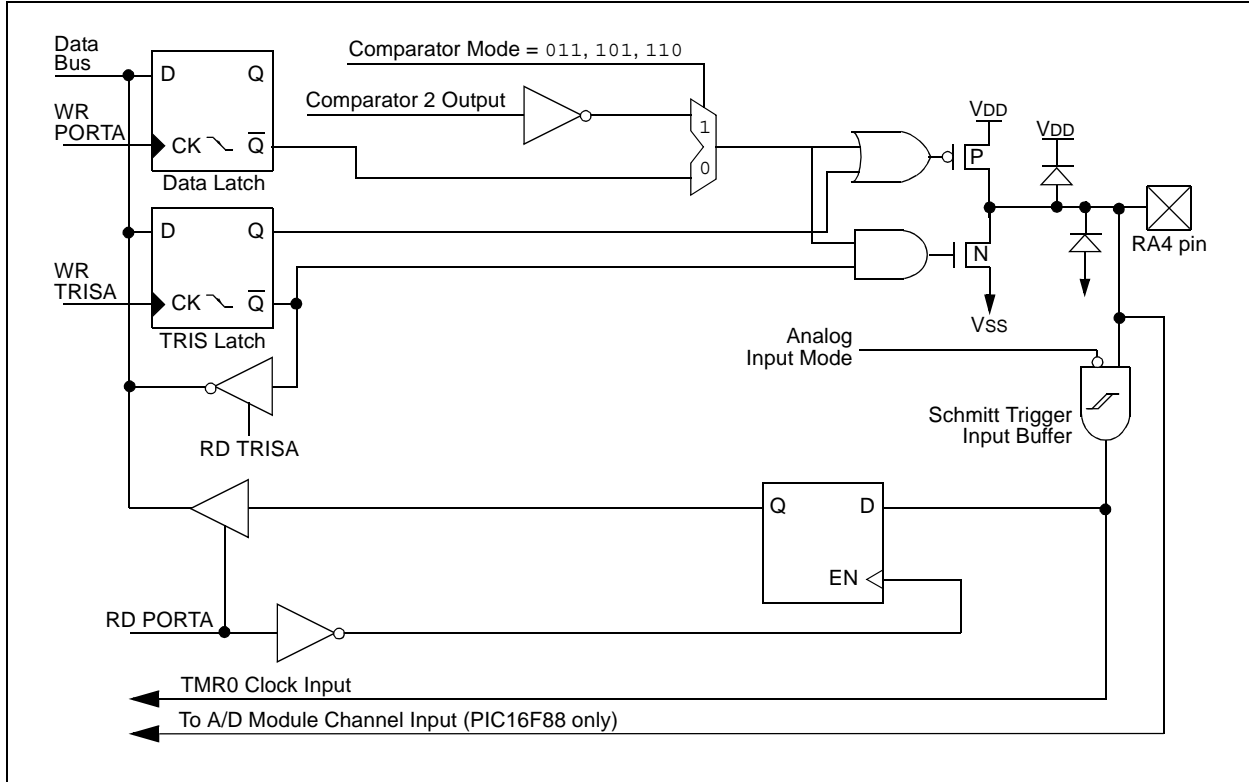 Data
Bus
D
Q
WR
PORTA
CK
Q
Data Latch
Comparator Mode = 011, 101, 110
Comparator 2 Output
1
0
VDD
P
VDD
RA4 pin
N
VSS
D
Q
WR
TRISA
CK
Q
TRIS Latch
RD TRISA
Analog
Input Mode
Schmitt Trigger
Input Buffer
Q
D
EN
RD PORTA
TMR0 Clock Input
To A/D Module Channel Input (PIC16F88 only)